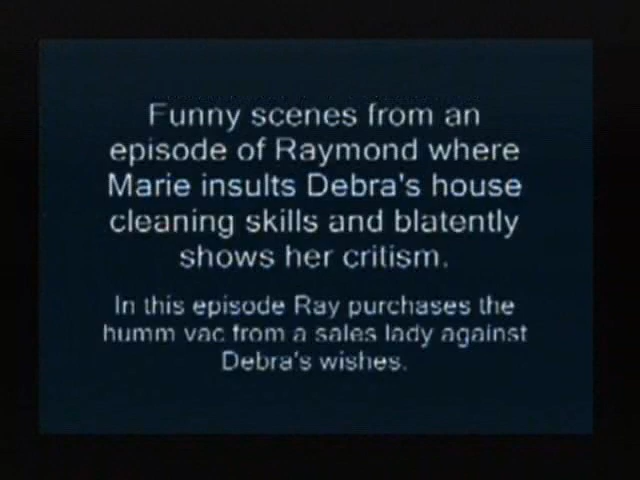 Funny scenes from an
episode of Raymond where
Marie insults Debra's house
cleaning skills and blatently
shows her critism.
In this episode Ray purchases the
humm vac from a sales lady against
Debra's wishes.